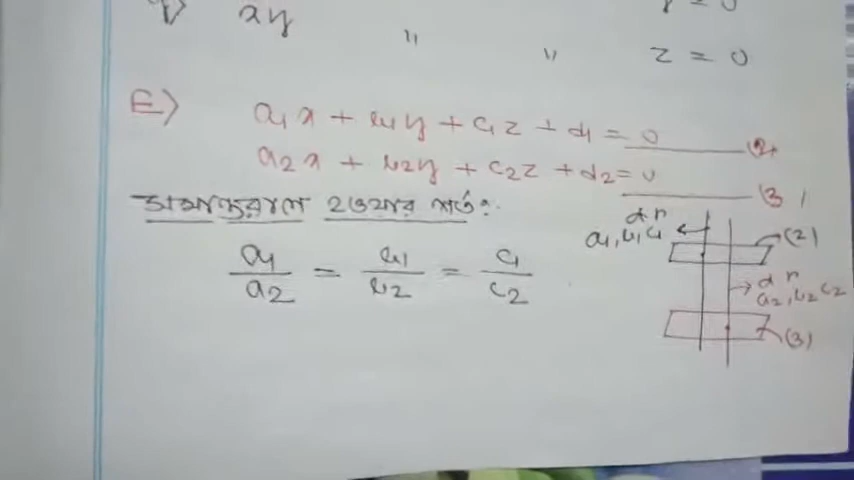 xy " " z = 0
E> a₁x + b₁y + c₁z + d₁ = 0 (2)
a₂x + b₂y + c₂z + d₂ = 0 (3)
সমান্তরাল হওয়ার শর্ত:
dr
a₁, b₁, c₁
(2)
a₁/a₂ = b₁/b₂ = c₁/c₂
dr
a₂, b₂ c₂
(3)